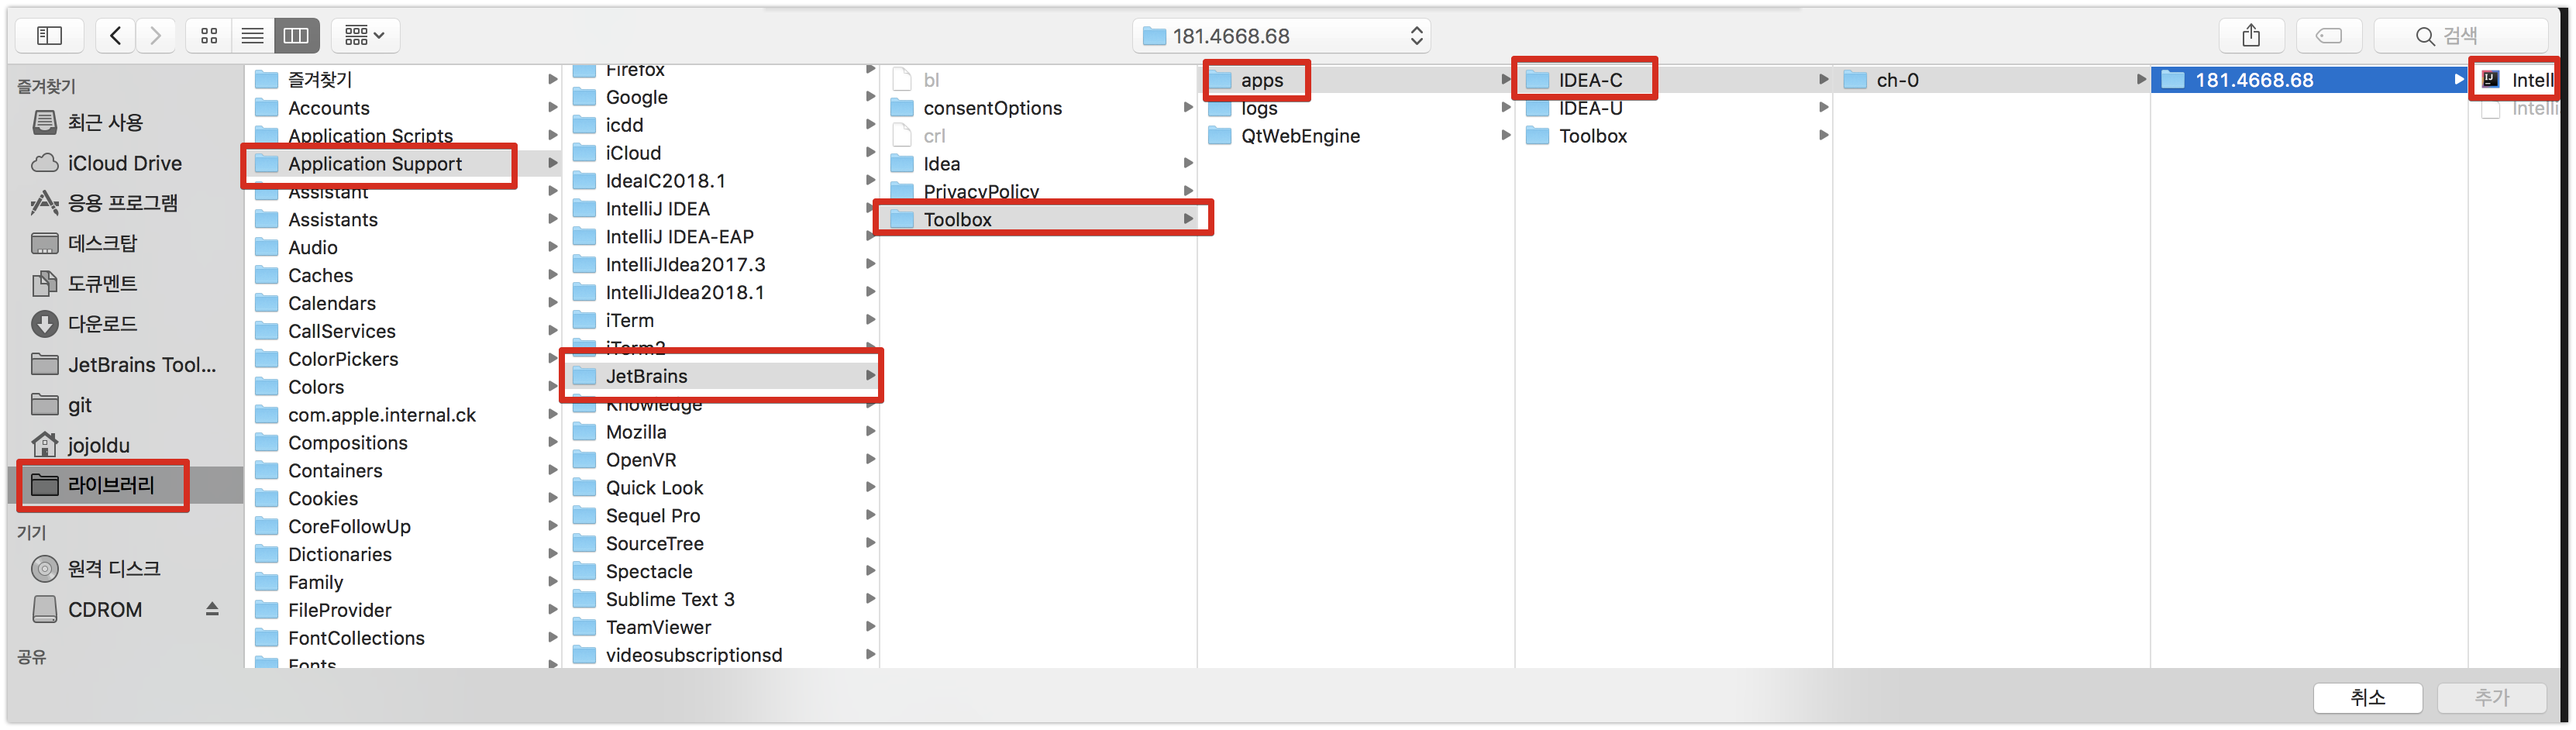 181.4668.68
검색
즐겨찾기
최근 사용
iCloud Drive
응용 프로그램
데스크탑
도큐멘트
다운로드
JetBrains Tool...
git
jojoldu
라이브러리
기기
원격 디스크
CDROM
공유
즐겨찾기
Accounts
Application Scripts
Application Support
Assistant
Assistants
Audio
Caches
Calendars
CallServices
ColorPickers
Colors
com.apple.internal.ck
Compositions
Containers
Cookies
CoreFollowUp
Dictionaries
Family
FileProvider
FontCollections
Fonts
Firefox
Google
icdd
iCloud
IdeaIC2018.1
IntelliJ IDEA
IntelliJ IDEA-EAP
IntelliJIdea2017.3
IntelliJIdea2018.1
iTerm
iTerm2
JetBrains
Knowledge
Mozilla
OpenVR
Quick Look
Sequel Pro
SourceTree
Spectacle
Sublime Text 3
TeamViewer
videosubscriptionsd
bl
consentOptions
crl
Idea
PrivacyPolicy
Toolbox
apps
logs
QtWebEngine
IDEA-C
IDEA-U
Toolbox
ch-0
181.4668.68
Intell
Intelli
취소
추가